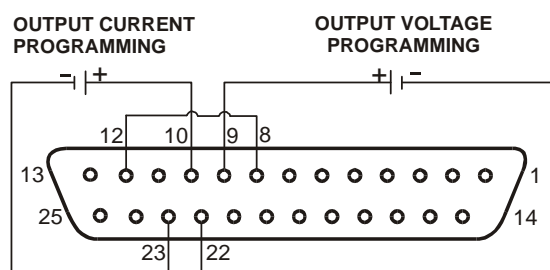 OUTPUT CURRENT
PROGRAMMING
OUTPUT VOLTAGE
PROGRAMMING
- +
+ -
12 10 9 8
13 1
25 14
23 22